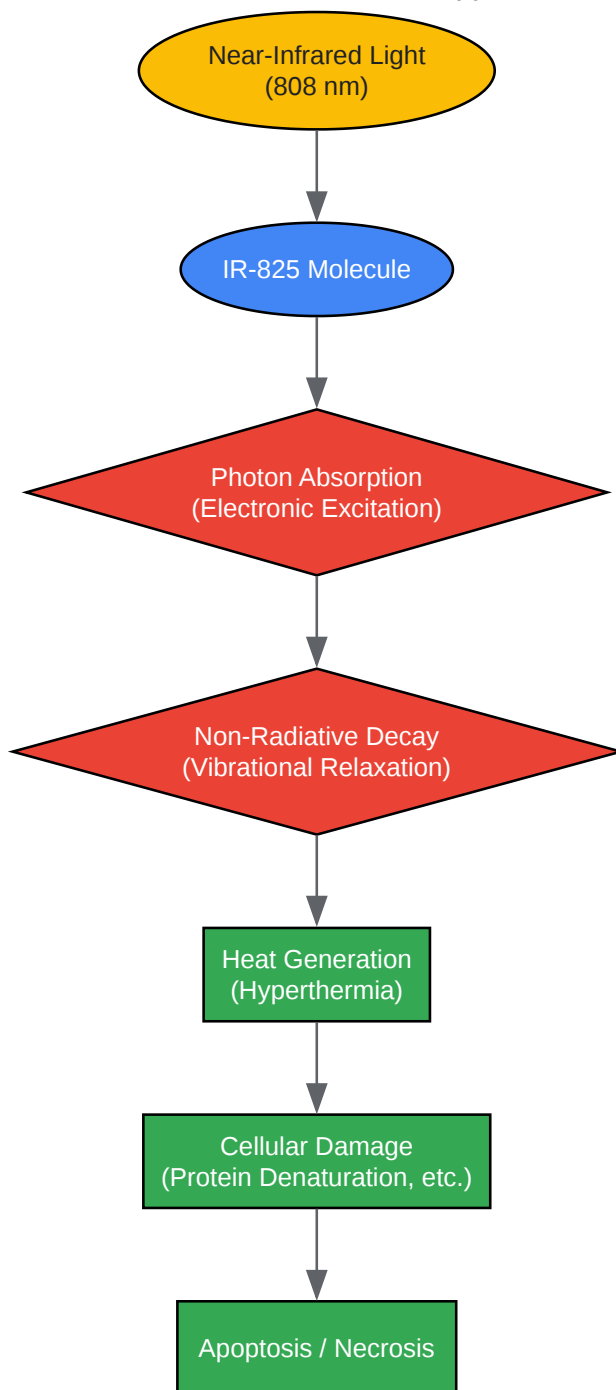 Near-Infrared Light
(808 nm)
IR-825 Molecule
Photon Absorption
(Electronic Excitation)
Non-Radiative Decay
(Vibrational Relaxation)
Heat Generation
(Hyperthermia)
Cellular Damage
(Protein Denaturation, etc.)
Apoptosis / Necrosis